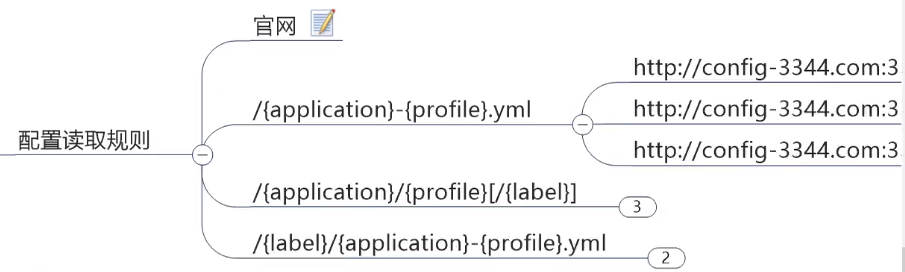 官网
http://config-3344.com:3
/{application}-{profile}.yml
http://config-3344.com:3
配置读取规则
http://config-3344.com:3
/{application}/{profile}[/{label}]
3
/{label}/{application}-{profile}.yml
2